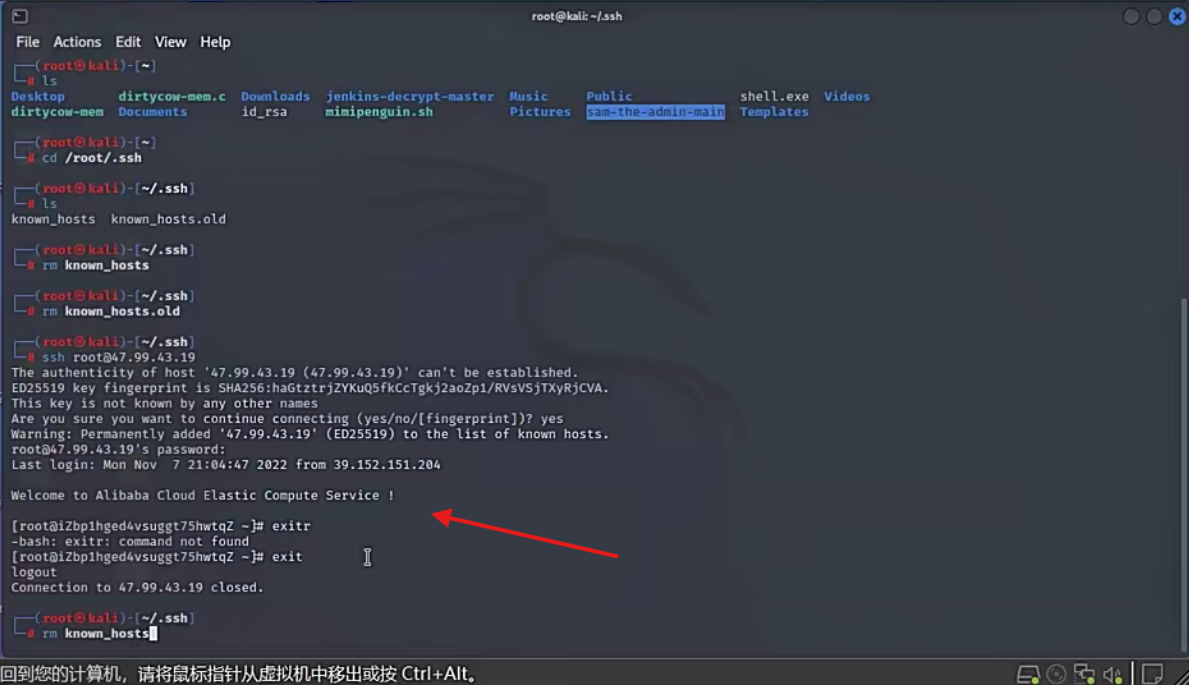 root@kali: ~/.ssh
File Actions Edit View Help
┌──(root㉿kali)-[~]
└─# ls
Desktop dirtycow-mem.c Downloads jenkins-decrypt-master Music Public shell.exe Videos
dirtycow-mem Documents id_rsa mimipenguin.sh Pictures sam-the-admin-main Templates
┌──(root㉿kali)-[~]
└─# cd /root/.ssh
┌──(root㉿kali)-[~/.ssh]
└─# ls
known_hosts known_hosts.old
┌──(root㉿kali)-[~/.ssh]
└─# rm known_hosts
┌──(root㉿kali)-[~/.ssh]
└─# rm known_hosts.old
┌──(root㉿kali)-[~/.ssh]
└─# ssh root@47.99.43.19
The authenticity of host '47.99.43.19 (47.99.43.19)' can't be established.
ED25519 key fingerprint is SHA256:haGtztrjZYKuQ5fkCcTgkj2aoZp1/RVsVSjTXyRjCVA.
This key is not known by any other names
Are you sure you want to continue connecting (yes/no/[fingerprint])? yes
Warning: Permanently added '47.99.43.19' (ED25519) to the list of known hosts.
root@47.99.43.19's password:
Last login: Mon Nov 7 21:04:47 2022 from 39.152.151.204
Welcome to Alibaba Cloud Elastic Compute Service !
[root@iZbp1hged4vsuggt75hwtqZ ~]# exitr
-bash: exitr: command not found
[root@iZbp1hged4vsuggt75hwtqZ ~]# exit
logout
Connection to 47.99.43.19 closed.
┌──(root㉿kali)-[~/.ssh]
└─# rm known_hosts
回到您的计算机，请将鼠标指针从虚拟机中移出或按 Ctrl+Alt。